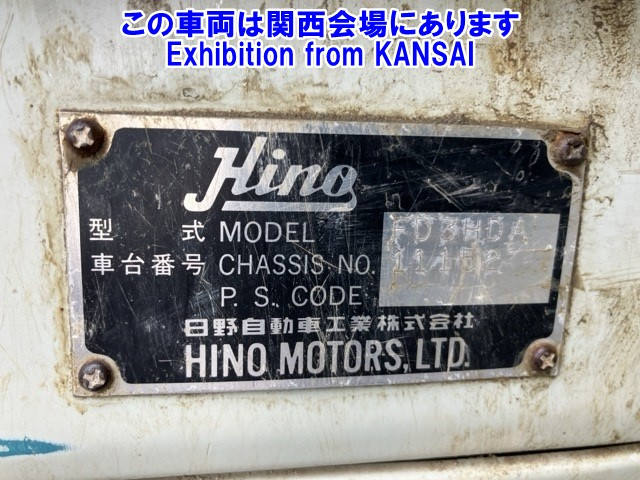 この車両は関西会場にあります
Exhibition from KANSAI
Hino
型 式 MODEL FD3HDA
車台番号 CHASSIS NO. 11152
P. S. CODE
日野自動車工業株式会社
HINO MOTORS, LTD.